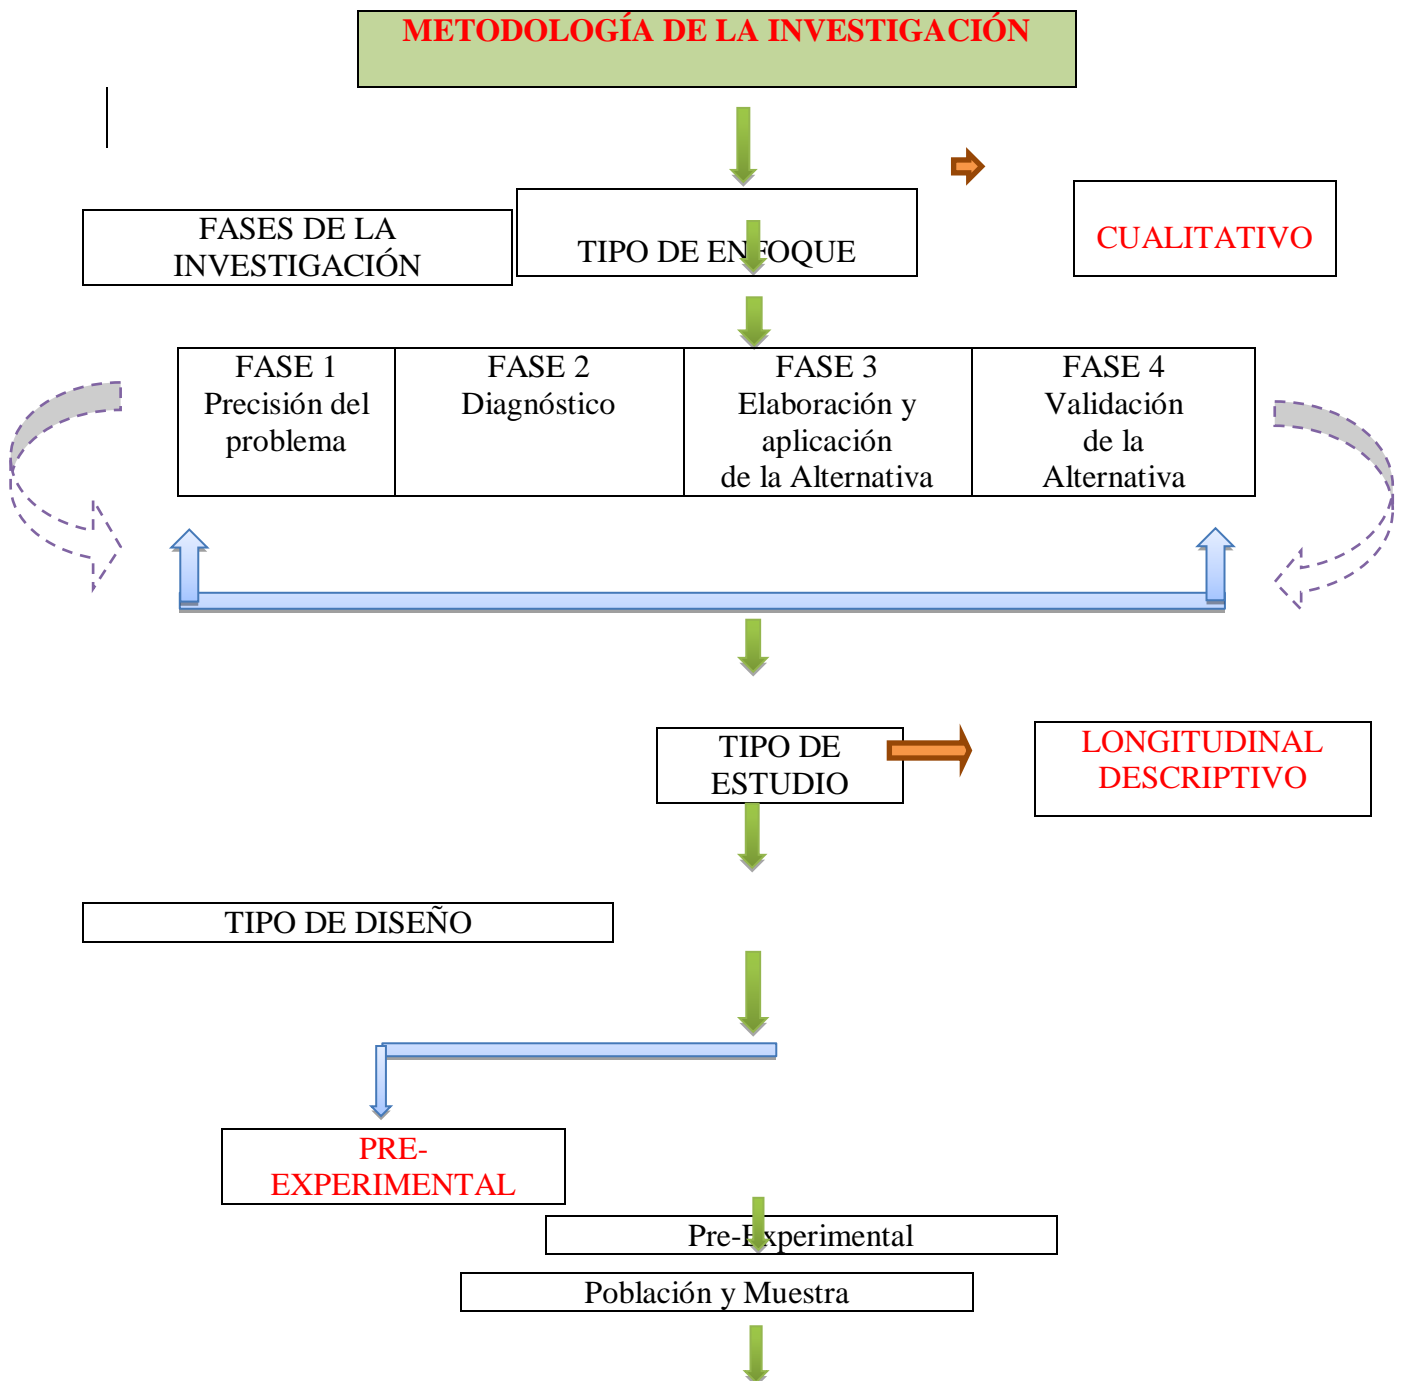 METODOLOGÍA DE LA INVESTIGACIÓN
FASES DE LA
INVESTIGACIÓN
TIPO DE ENFOQUE
CUALITATIVO
FASE 1
Precisión del
problema
FASE 2
Diagnóstico
FASE 3
Elaboración y
aplicación
de la Alternativa
FASE 4
Validación
de la
Alternativa
TIPO DE
ESTUDIO
LONGITUDINAL
DESCRIPTIVO
TIPO DE DISEÑO
PRE-
EXPERIMENTAL
Pre-Experimental
Población y Muestra